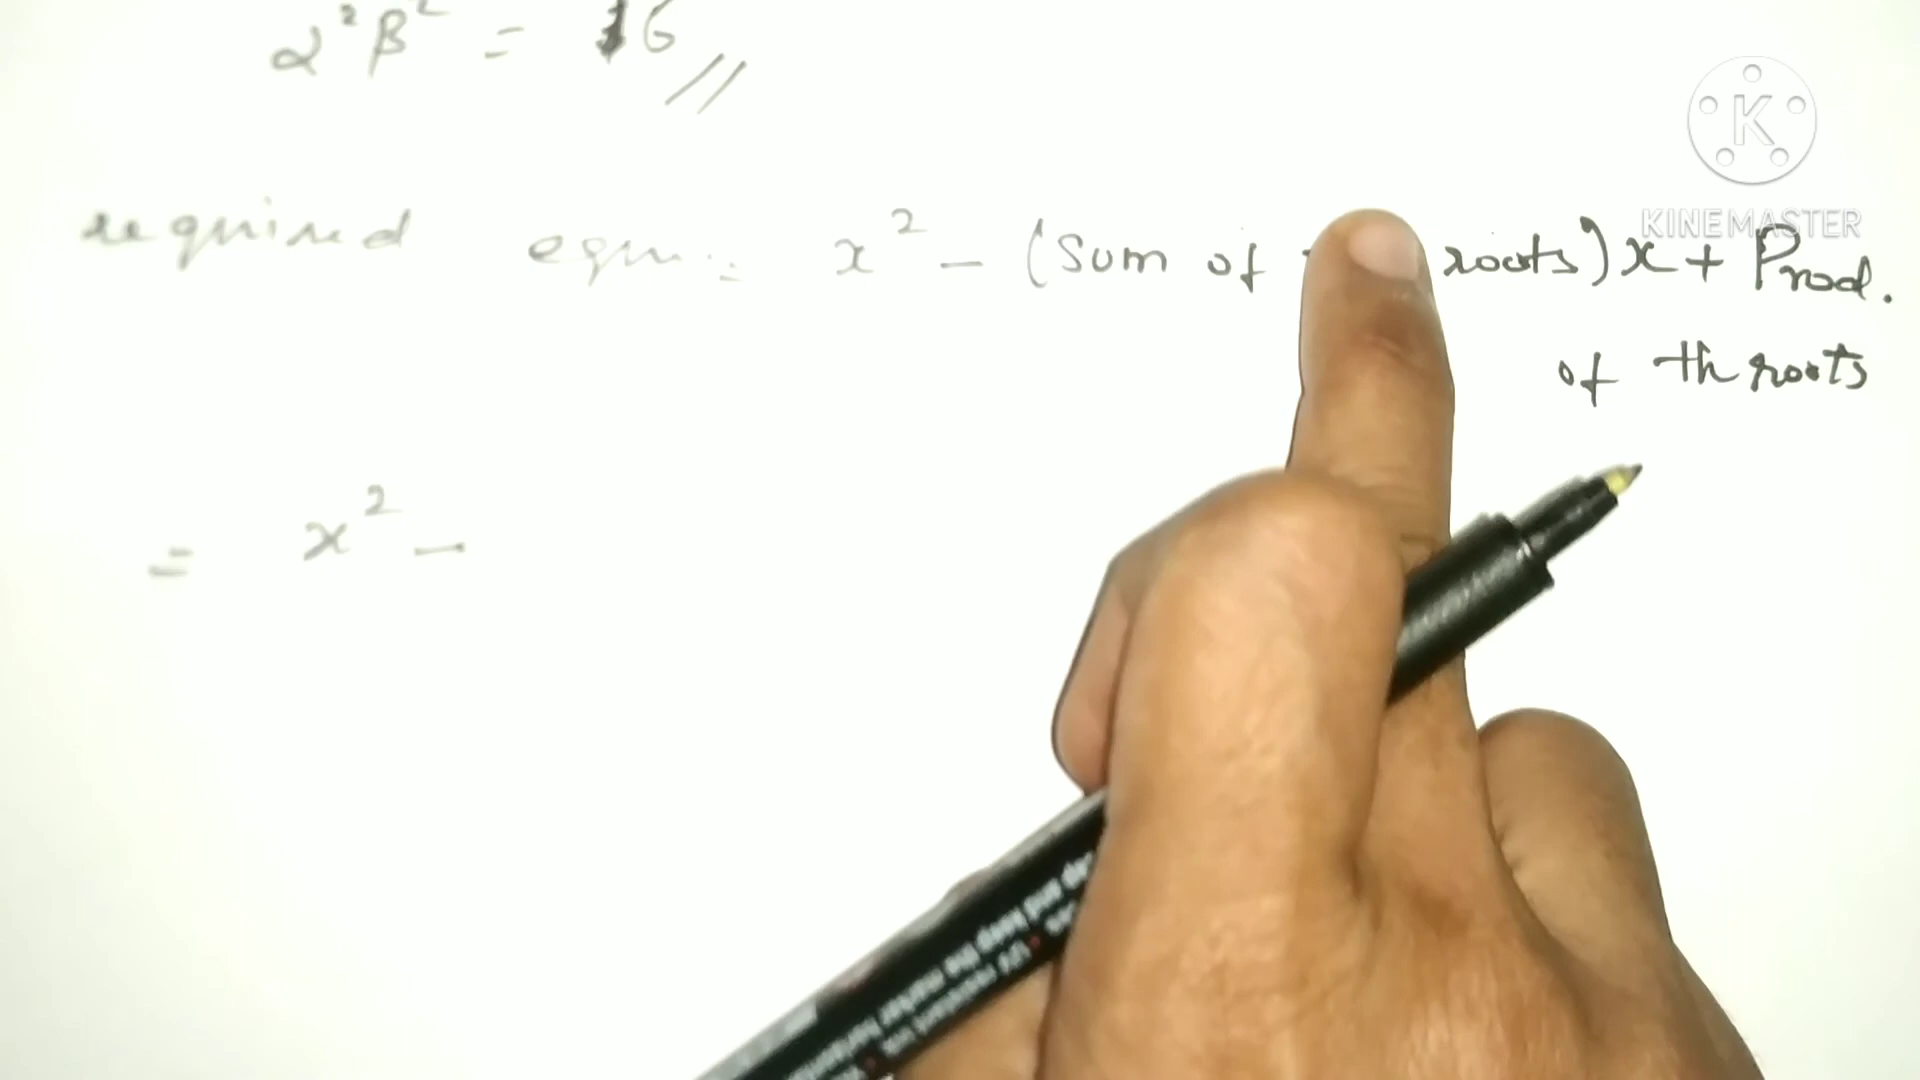 α²β² = 16
required eqn:- x² - (Sum of roots)x + Prod.
of th roots
= x² -
K
KINEMASTER